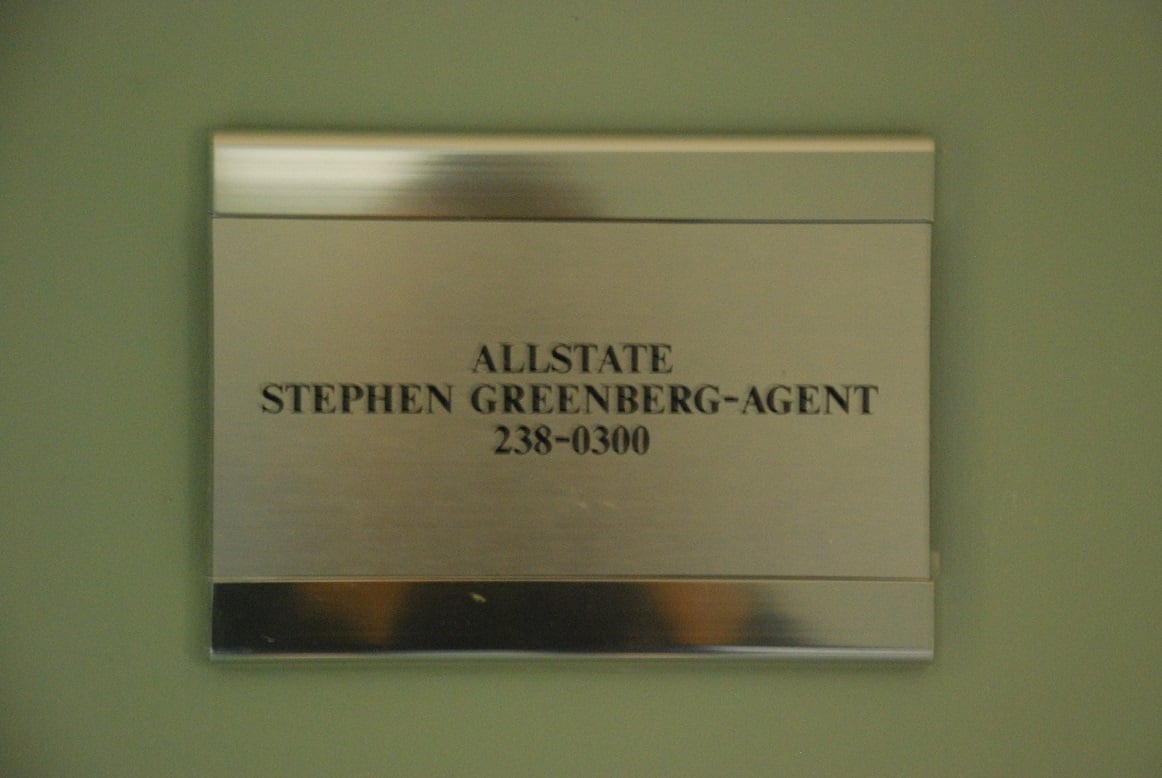 ALLSTATE
STEPHEN GREENBERG-AGENT
238-0300